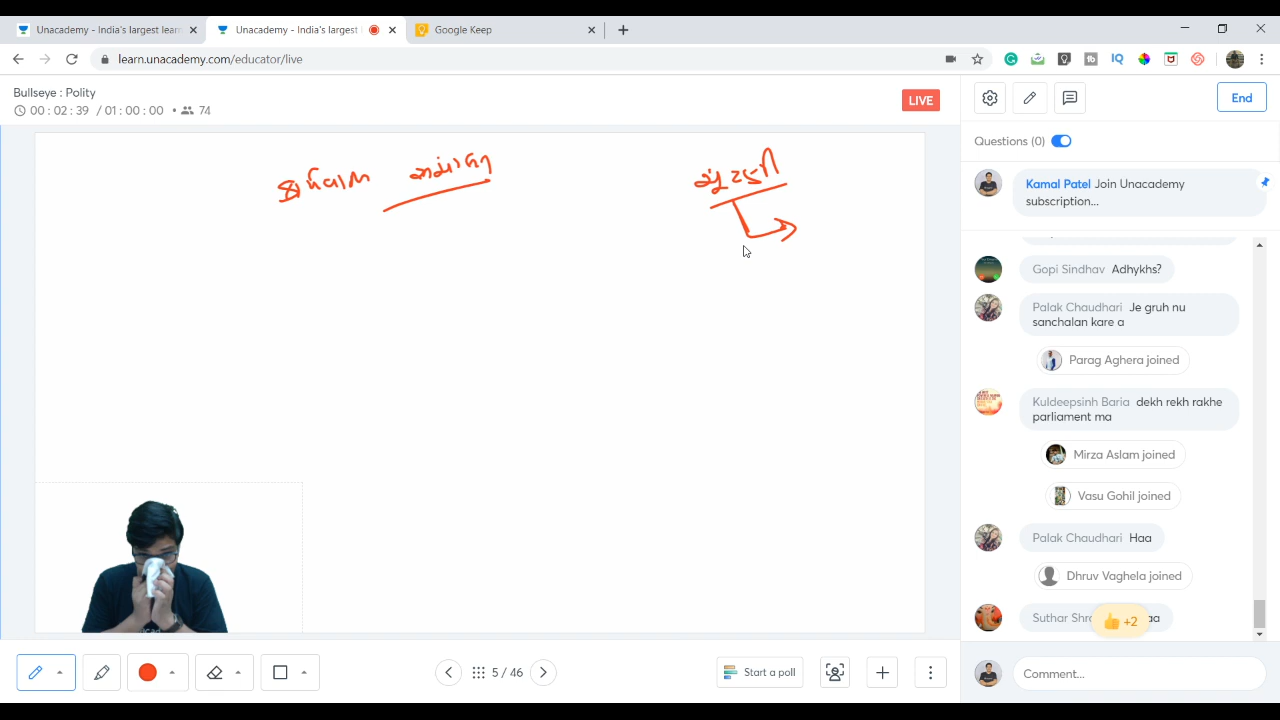 Unacademy - India's largest learn
Unacademy - India's largest
Google Keep
learn.unacademy.com/educator/live
Bullseye : Polity
00 : 02 : 39 / 01 : 00 : 00 • 74
LIVE
End
Questions (0)
Kamal Patel Join Unacademy
subscription...
Gopi Sindhav Adhykhs?
Palak Chaudhari Je gruh nu
sanchalan kare a
Parag Aghera joined
Kuldeepsinh Baria dekh rekh rakhe
parliament ma
Mirza Aslam joined
Vasu Gohil joined
Palak Chaudhari Haa
Dhruv Vaghela joined
Suthar
+2
5 / 46
Start a poll
Comment...